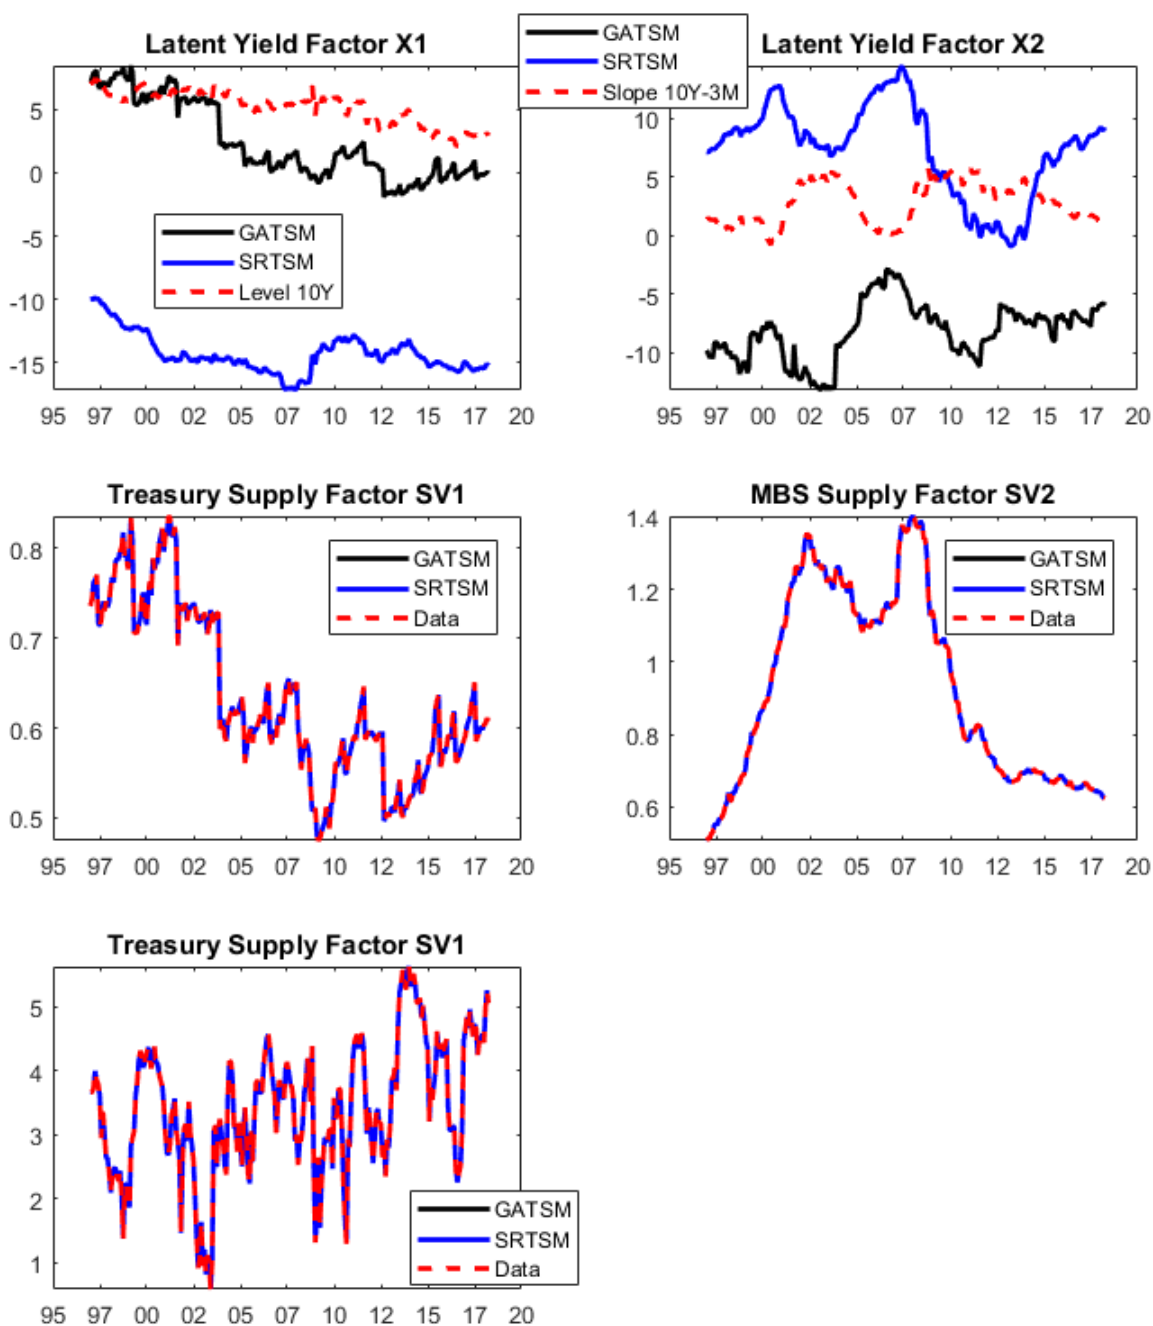 Latent Yield Factor X1
5
0
-5
-10
-15
GATSM
SRTSM
Level 10Y
95 97 00 02 05 07 10 12 15 17 20
Latent Yield Factor X2
GATSM
SRTSM
Slope 10Y-3M
10
5
0
-5
-10
95 97 00 02 05 07 10 12 15 17 20
Treasury Supply Factor SV1
0.8
0.7
0.6
0.5
GATSM
SRTSM
Data
95 97 00 02 05 07 10 12 15 17 20
MBS Supply Factor SV2
1.4
1.2
1
0.8
0.6
GATSM
SRTSM
Data
95 97 00 02 05 07 10 12 15 17 20
Treasury Supply Factor SV1
5
4
3
2
1
GATSM
SRTSM
Data
95 97 00 02 05 07 10 12 15 17 20